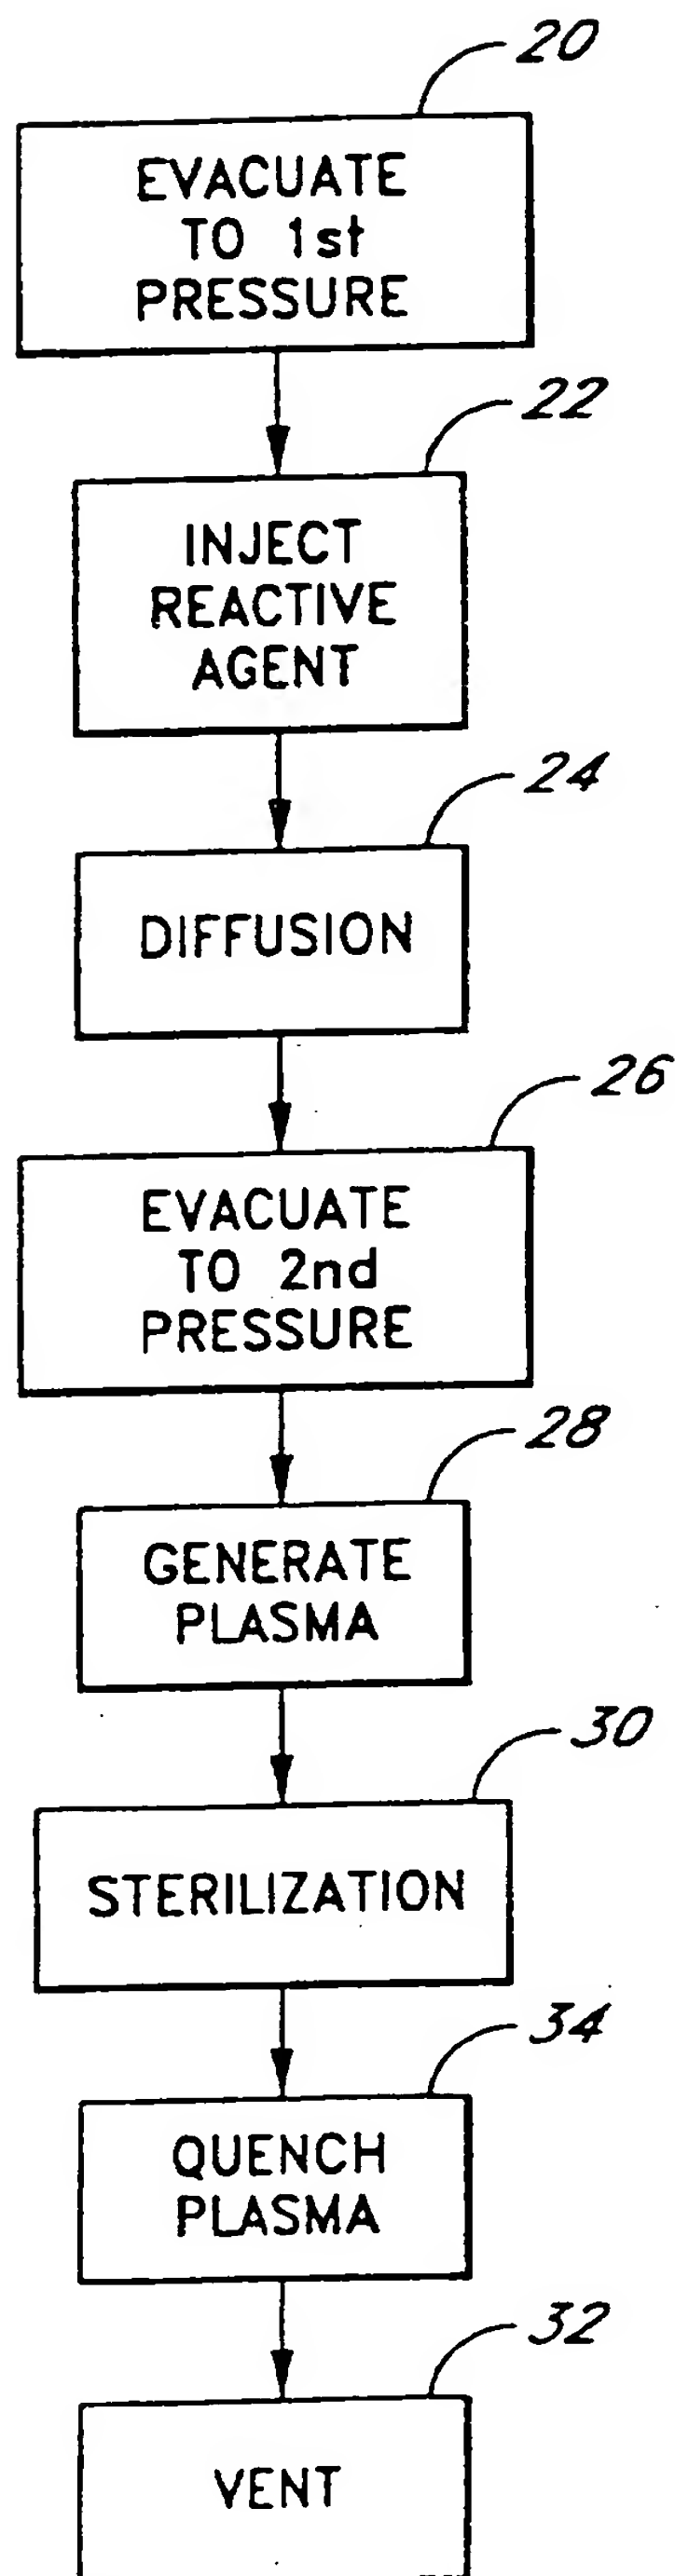 20
EVACUATE
TO 1st
PRESSURE
22
INJECT
REACTIVE
AGENT
24
DIFFUSION
26
EVACUATE
TO 2nd
PRESSURE
28
GENERATE
PLASMA
30
STERILIZATION
34
QUENCH
PLASMA
32
VENT